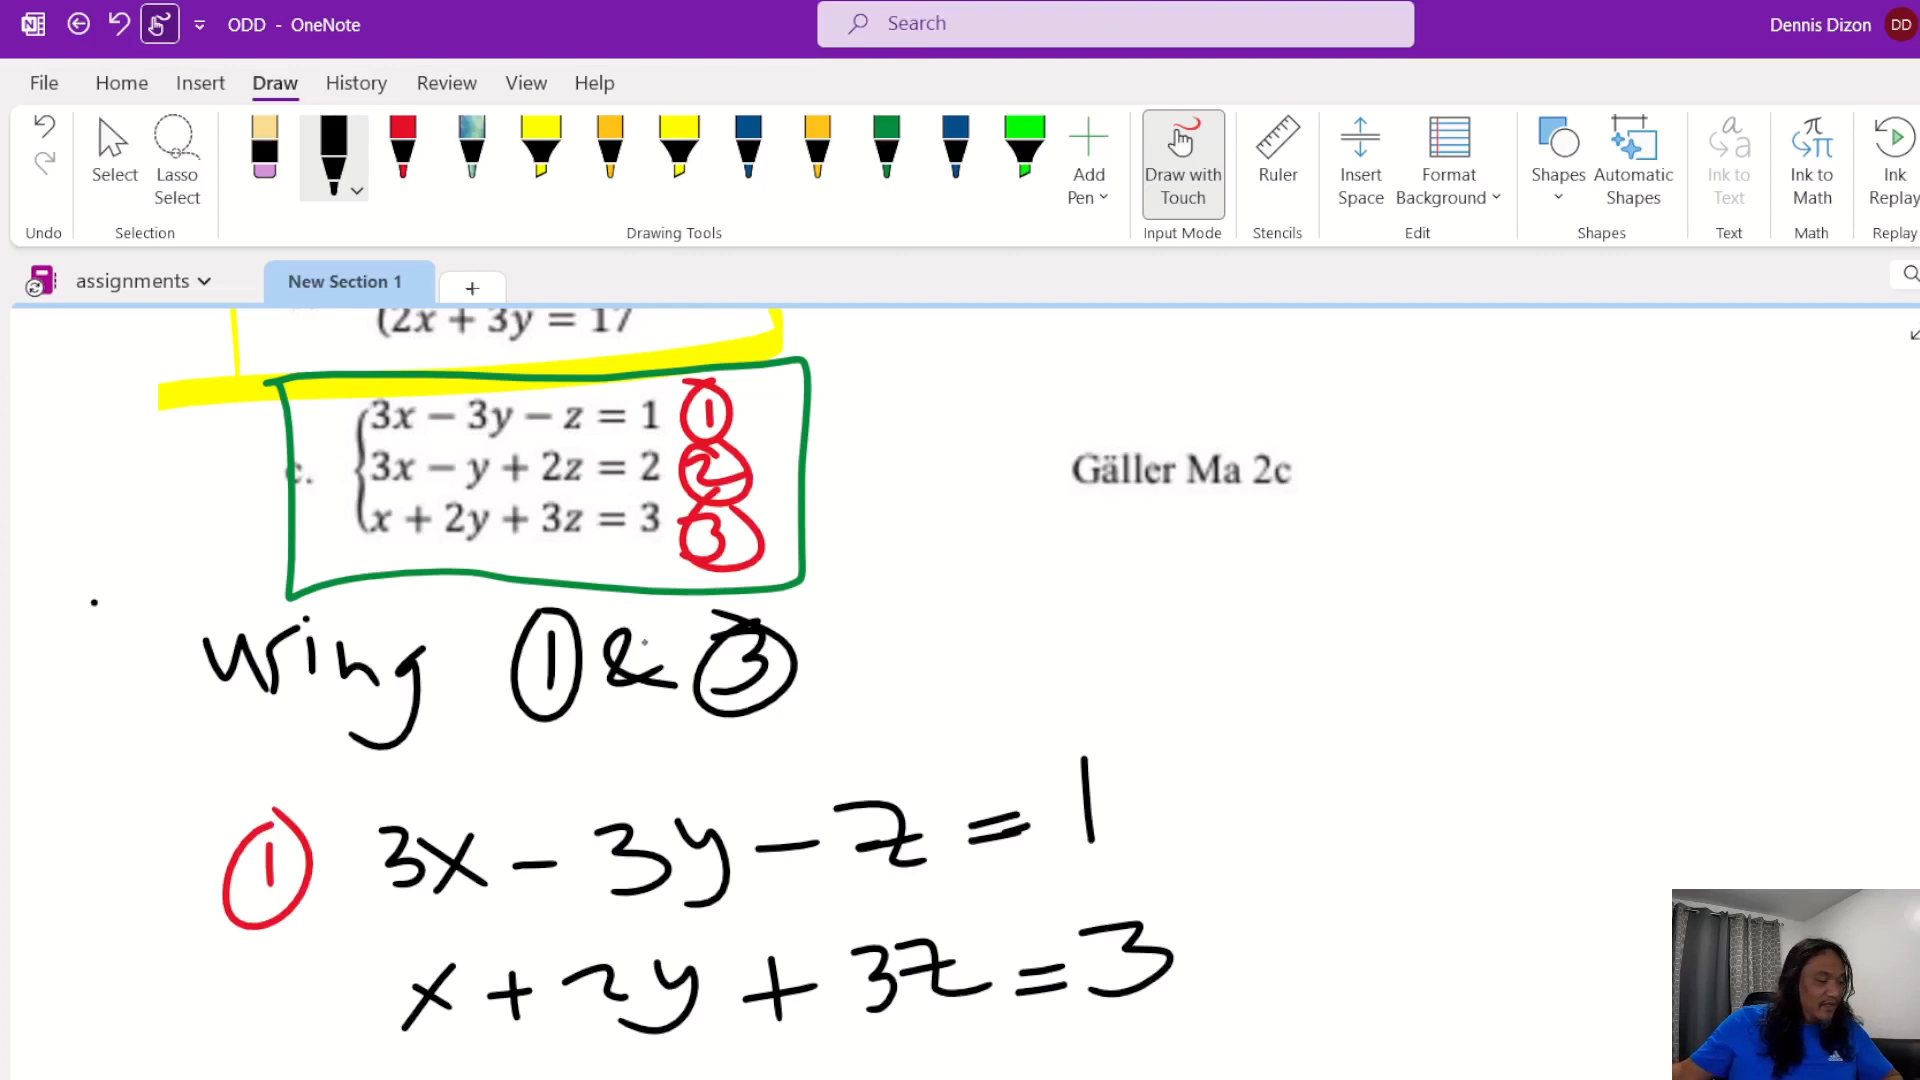 ODD - OneNote
Search
Dennis Dizon DD
File Home Insert Draw History Review View Help
Select
Lasso Select
Add Pen
Draw with Touch
Ruler
Insert Space
Format Background
Shapes
Automatic Shapes
Ink to Text
Ink to Math
Ink Replay
Undo Selection Drawing Tools Input Mode Stencils Edit Shapes Text Math Replay
assignments New Section 1 +
(2x + 3y = 17
3x − 3y − z = 1 ①
c. 3x − y + 2z = 2 ②
x + 2y + 3z = 3 ③
Gäller Ma 2c
Using ① & ③
① 3x − 3y − z = 1
x + 2y + 3z = 3